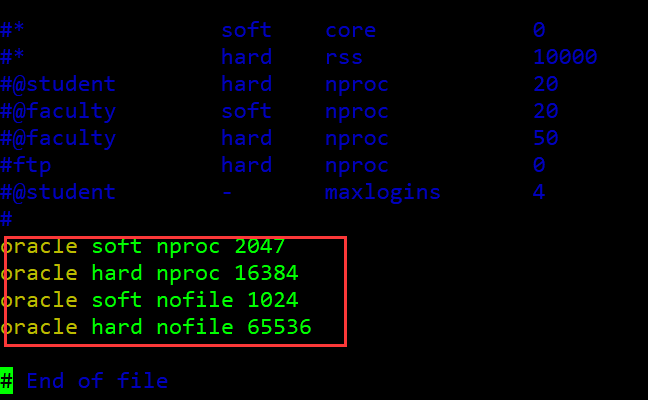 #* soft core 0
#* hard rss 10000
#@student hard nproc 20
#@faculty soft nproc 20
#@faculty hard nproc 50
#ftp hard nproc 0
#@student - maxlogins 4
#
oracle soft nproc 2047
oracle hard nproc 16384
oracle soft nofile 1024
oracle hard nofile 65536
# End of file